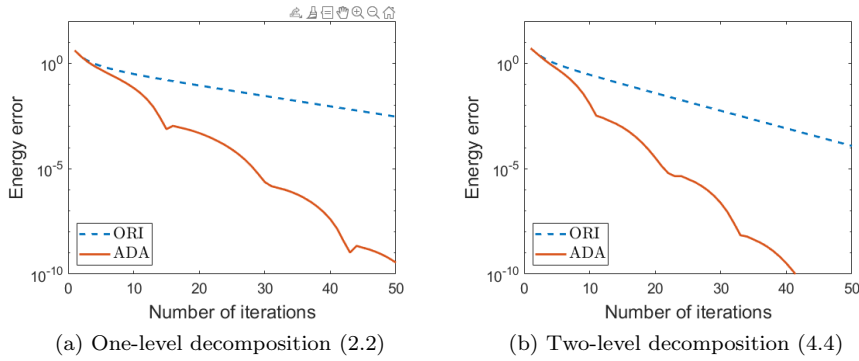 10^0
10^-5
10^-10
0
10
20
30
40
50
Energy error
Number of iterations
ORI
ADA
(a) One-level decomposition (2.2)
10^0
10^-5
10^-10
0
10
20
30
40
50
Energy error
Number of iterations
ORI
ADA
(b) Two-level decomposition (4.4)